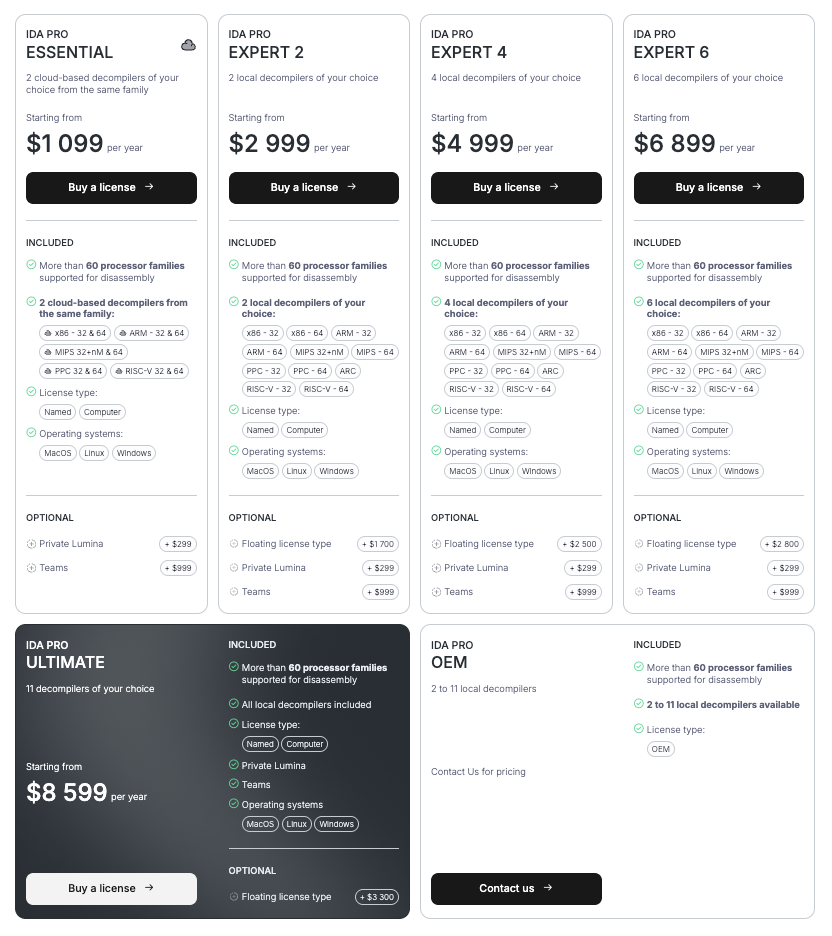 IDA PRO
ESSENTIAL
2 cloud-based decompilers of your
choice from the same family
Starting from
$1 099 per year
Buy a license →
INCLUDED
More than 60 processor families
supported for disassembly
2 cloud-based decompilers from
the same family:
x86 - 32 & 64 ARM - 32 & 64
MIPS 32+nM & 64
PPC 32 & 64 RISC-V 32 & 64
License type:
Named Computer
Operating systems:
MacOS Linux Windows
OPTIONAL
Private Lumina + $299
Teams + $999
IDA PRO
EXPERT 2
2 local decompilers of your choice
Starting from
$2 999 per year
Buy a license →
INCLUDED
More than 60 processor families
supported for disassembly
2 local decompilers of your
choice:
x86 - 32 x86 - 64 ARM - 32
ARM - 64 MIPS 32+nM MIPS - 64
PPC - 32 PPC - 64 ARC
RISC-V - 32 RISC-V - 64
License type:
Named Computer
Operating systems:
MacOS Linux Windows
OPTIONAL
Floating license type + $1 700
Private Lumina + $299
Teams + $999
IDA PRO
EXPERT 4
4 local decompilers of your choice
Starting from
$4 999 per year
Buy a license →
INCLUDED
More than 60 processor families
supported for disassembly
4 local decompilers of your
choice:
x86 - 32 x86 - 64 ARM - 32
ARM - 64 MIPS 32+nM MIPS - 64
PPC - 32 PPC - 64 ARC
RISC-V - 32 RISC-V - 64
License type:
Named Computer
Operating systems:
MacOS Linux Windows
OPTIONAL
Floating license type + $2 500
Private Lumina + $299
Teams + $999
IDA PRO
EXPERT 6
6 local decompilers of your choice
Starting from
$6 899 per year
Buy a license →
INCLUDED
More than 60 processor families
supported for disassembly
6 local decompilers of your
choice:
x86 - 32 x86 - 64 ARM - 32
ARM - 64 MIPS 32+nM MIPS - 64
PPC - 32 PPC - 64 ARC
RISC-V - 32 RISC-V - 64
License type:
Named Computer
Operating systems:
MacOS Linux Windows
OPTIONAL
Floating license type + $2 800
Private Lumina + $299
Teams + $999
IDA PRO
ULTIMATE
11 decompilers of your choice
Starting from
$8 599 per year
Buy a license →
INCLUDED
More than 60 processor families
supported for disassembly
All local decompilers included
License type:
Named Computer
Private Lumina
Teams
Operating systems
MacOS Linux Windows
OPTIONAL
Floating license type + $3 300
IDA PRO
OEM
2 to 11 local decompilers
Contact Us for pricing
Contact us →
INCLUDED
More than 60 processor families
supported for disassembly
2 to 11 local decompilers available
License type:
OEM